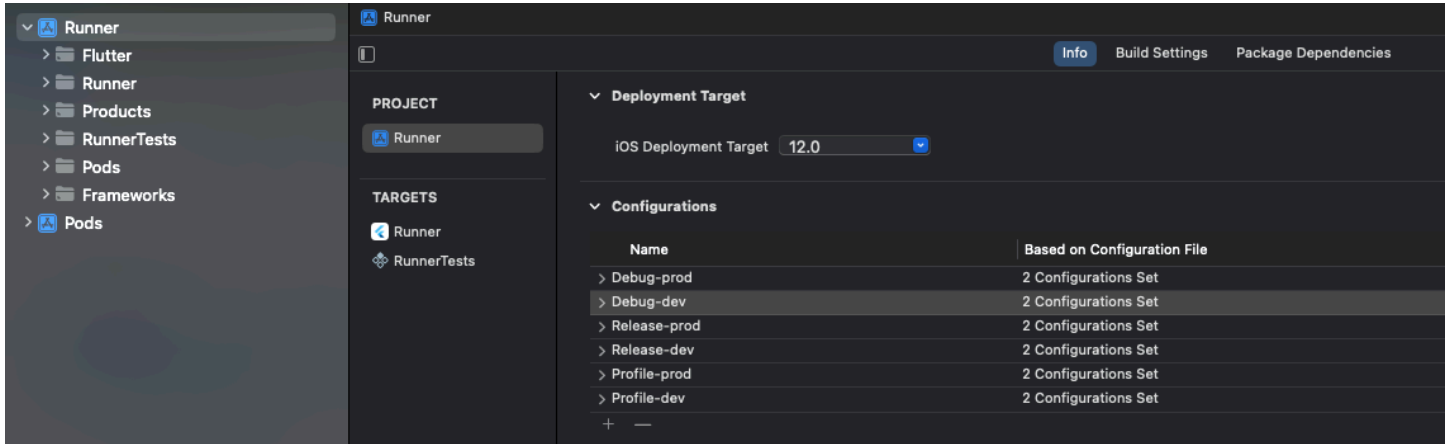 Runner
Flutter
Runner
Products
RunnerTests
Pods
Frameworks
Pods
Runner
Info Build Settings Package Dependencies
PROJECT
Runner
TARGETS
Runner
RunnerTests
Deployment Target
iOS Deployment Target 12.0
Configurations
Name Based on Configuration File
Debug-prod 2 Configurations Set
Debug-dev 2 Configurations Set
Release-prod 2 Configurations Set
Release-dev 2 Configurations Set
Profile-prod 2 Configurations Set
Profile-dev 2 Configurations Set